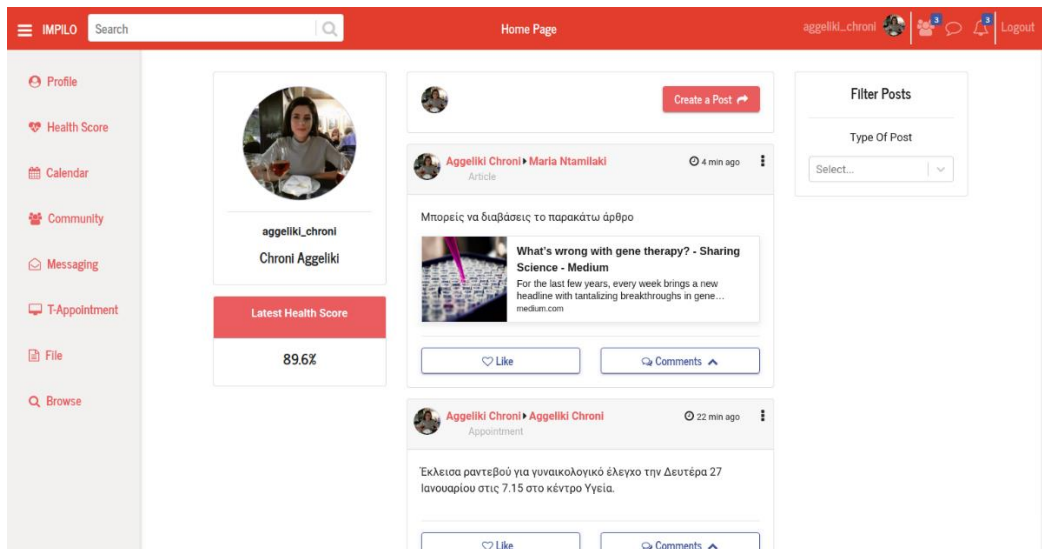 IMPILO
Search
Home Page
aggeliki_chroni
3
3
Logout
Profile
Health Score
Calendar
Community
Messaging
T-Appointment
File
Browse
aggeliki_chroni
Chroni Aggeliki
Latest Health Score
89.6%
Create a Post
Aggeliki Chroni Maria Ntamilaki
4 min ago
Article
Μπορείς να διαβάσεις το παρακάτω άρθρο
What's wrong with gene therapy? - Sharing
Science - Medium
For the last few years, every week brings a new
headline with tantalizing breakthroughs in gene…
medium.com
Like
Comments
Aggeliki Chroni Aggeliki Chroni
22 min ago
Appointment
Έκλεισα ραντεβού για γυναικολογικό έλεγχο την Δευτέρα 27
Ιανουαρίου στις 7.15 στο κέντρο Υγεία.
Like
Comments
Filter Posts
Type Of Post
Select...